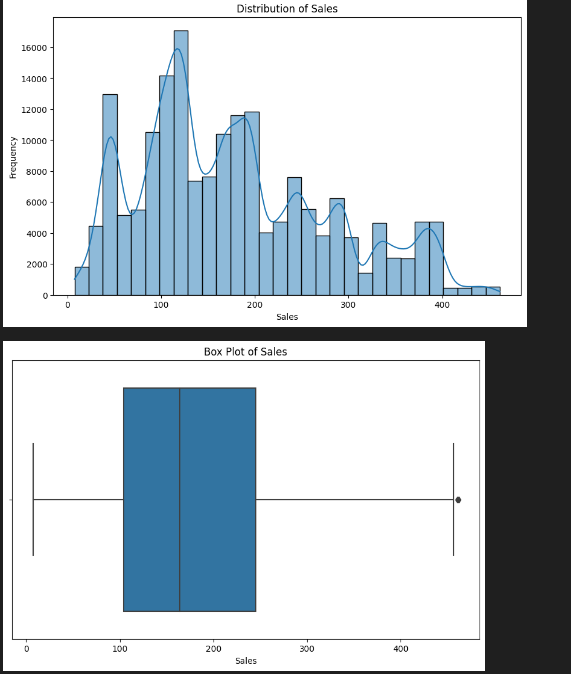 Distribution of Sales
16000
14000
12000
10000
8000
6000
4000
2000
0
Frequency
0 100 200 300 400
Sales
Box Plot of Sales
0 100 200 300 400
Sales